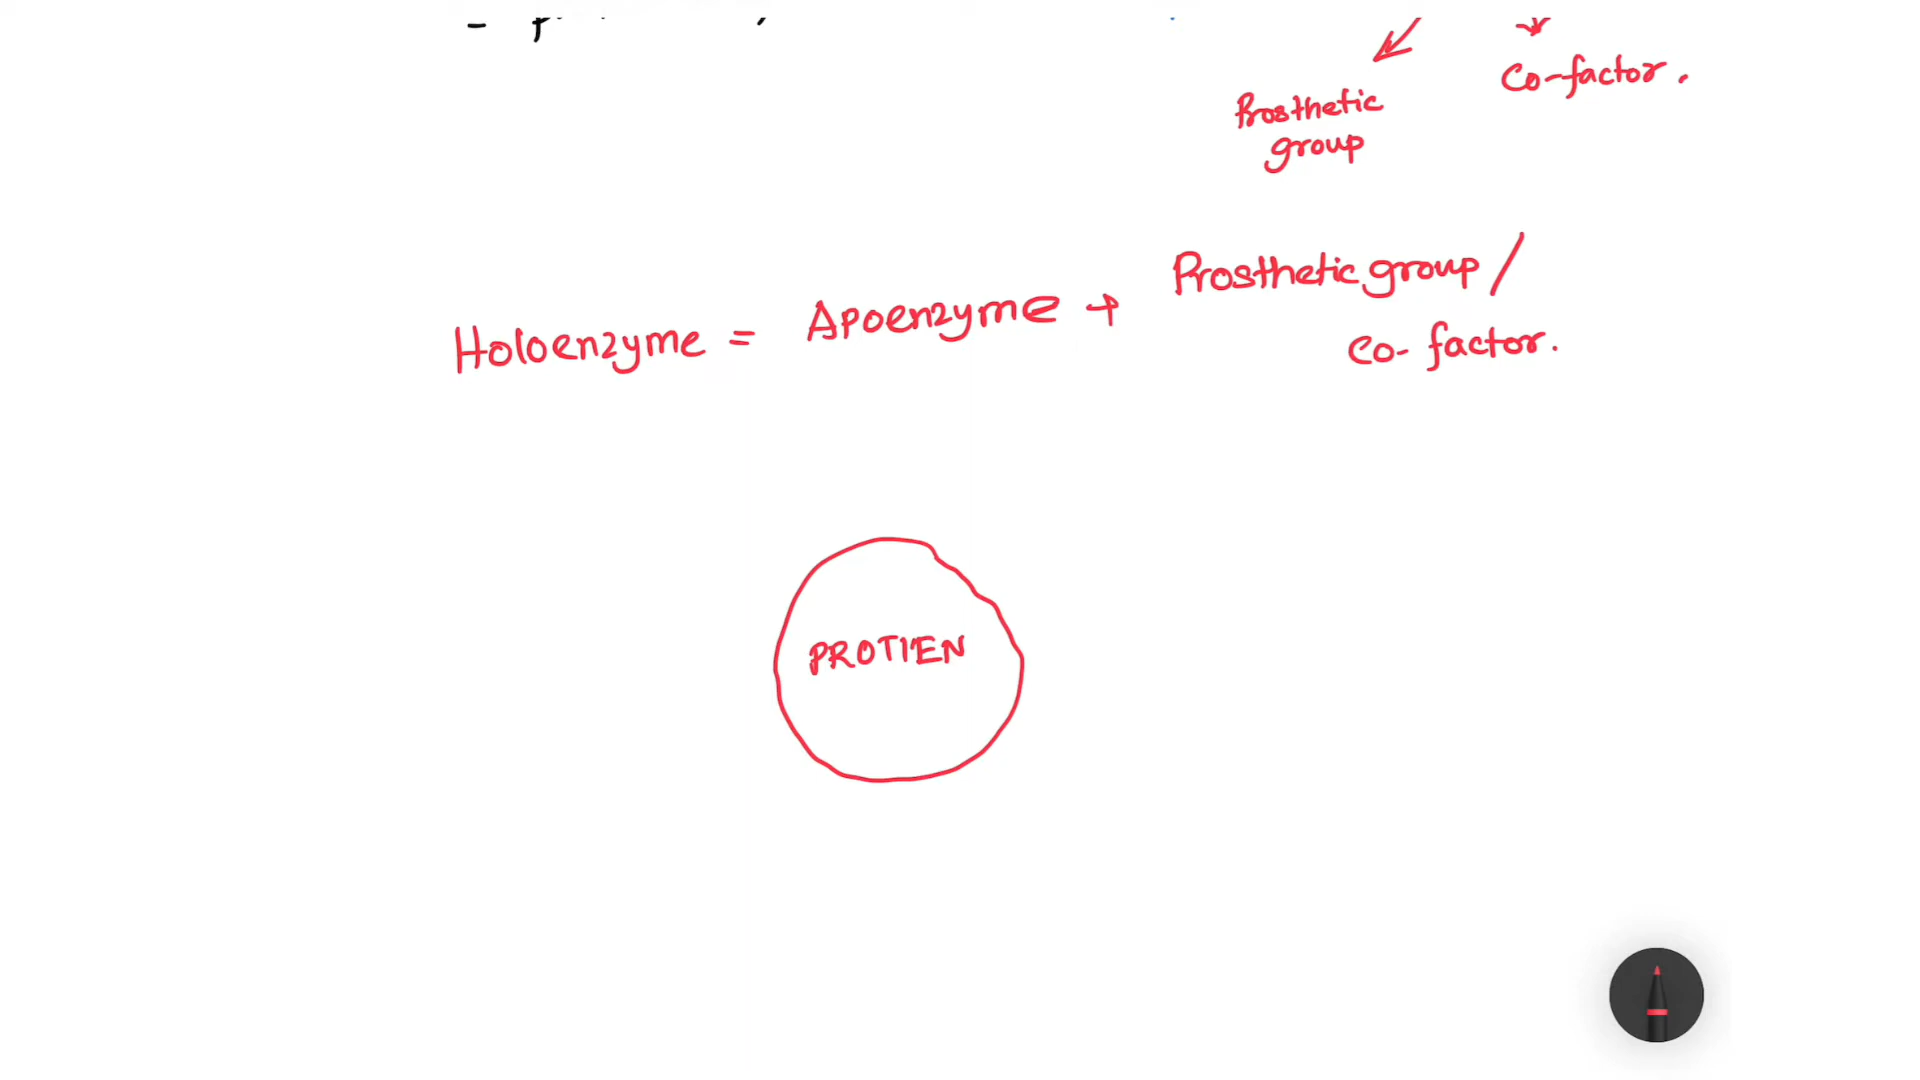 Co-factor.
Prosthetic
group
Prosthetic group /
Holoenzyme = Apoenzyme +
Co-factor.
PROTIEN